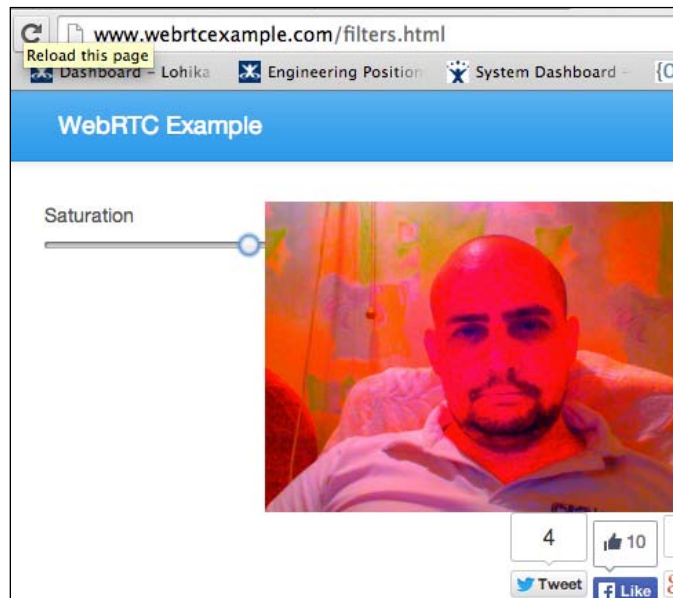 www.webrtcexample.com/filters.html
Reload this page
Dashboard – Lohika
Engineering Position
System Dashboard –
WebRTC Example
Saturation
4
10
Tweet
Like